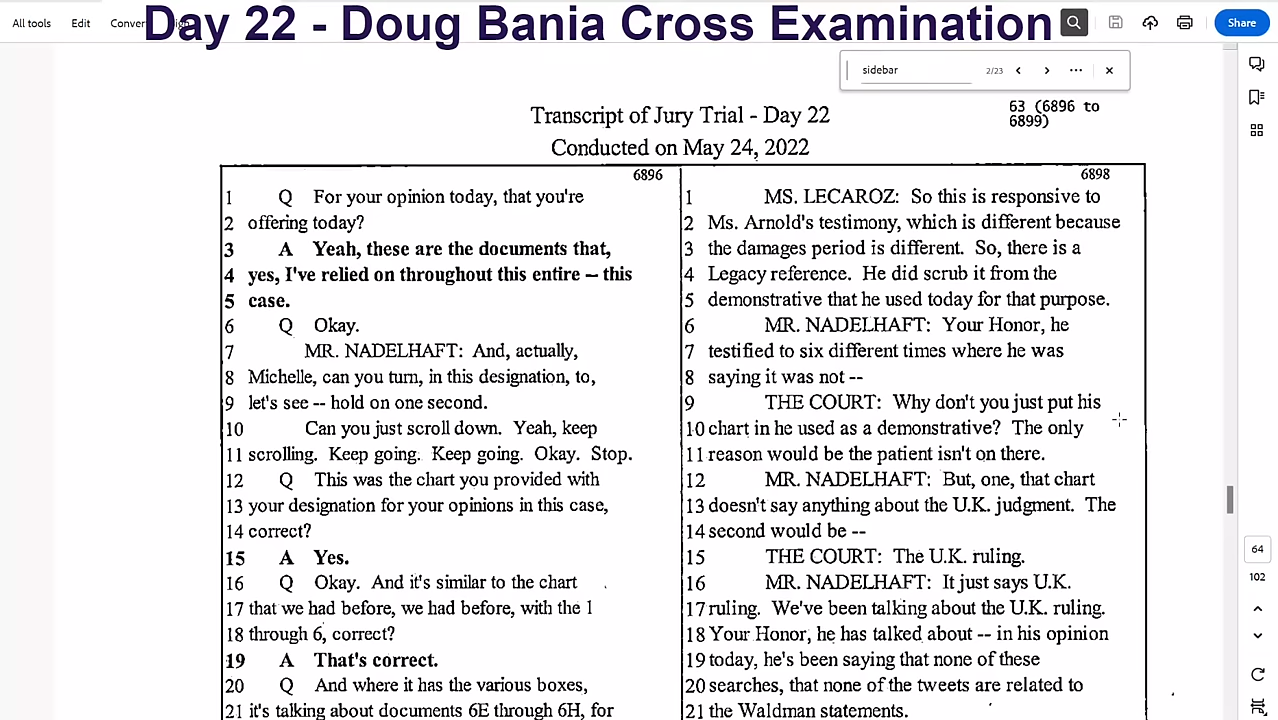 All tools
Edit
Conver
Day 22 - Doug Bania Cross Examination
Share
sidebar
2/23
Transcript of Jury Trial - Day 22
Conducted on May 24, 2022
63 (6896 to
6899)
6896
1 Q For your opinion today, that you're
2 offering today?
3 A Yeah, these are the documents that,
4 yes, I've relied on throughout this entire -- this
5 case.
6 Q Okay.
7 MR. NADELHAFT: And, actually,
8 Michelle, can you turn, in this designation, to,
9 let's see -- hold on one second.
10 Can you just scroll down. Yeah, keep
11 scrolling. Keep going. Keep going. Okay. Stop.
12 Q This was the chart you provided with
13 your designation for your opinions in this case,
14 correct?
15 A Yes.
16 Q Okay. And it's similar to the chart
17 that we had before, we had before, with the 1
18 through 6, correct?
19 A That's correct.
20 Q And where it has the various boxes,
21 it's talking about documents 6E through 6H, for
6898
1 MS. LECAROZ: So this is responsive to
2 Ms. Arnold's testimony, which is different because
3 the damages period is different. So, there is a
4 Legacy reference. He did scrub it from the
5 demonstrative that he used today for that purpose.
6 MR. NADELHAFT: Your Honor, he
7 testified to six different times where he was
8 saying it was not --
9 THE COURT: Why don't you just put his
10 chart in he used as a demonstrative? The only
11 reason would be the patient isn't on there.
12 MR. NADELHAFT: But, one, that chart
13 doesn't say anything about the U.K. judgment. The
14 second would be --
15 THE COURT: The U.K. ruling.
16 MR. NADELHAFT: It just says U.K.
17 ruling. We've been talking about the U.K. ruling.
18 Your Honor, he has talked about -- in his opinion
19 today, he's been saying that none of these
20 searches, that none of the tweets are related to
21 the Waldman statements.
64
102